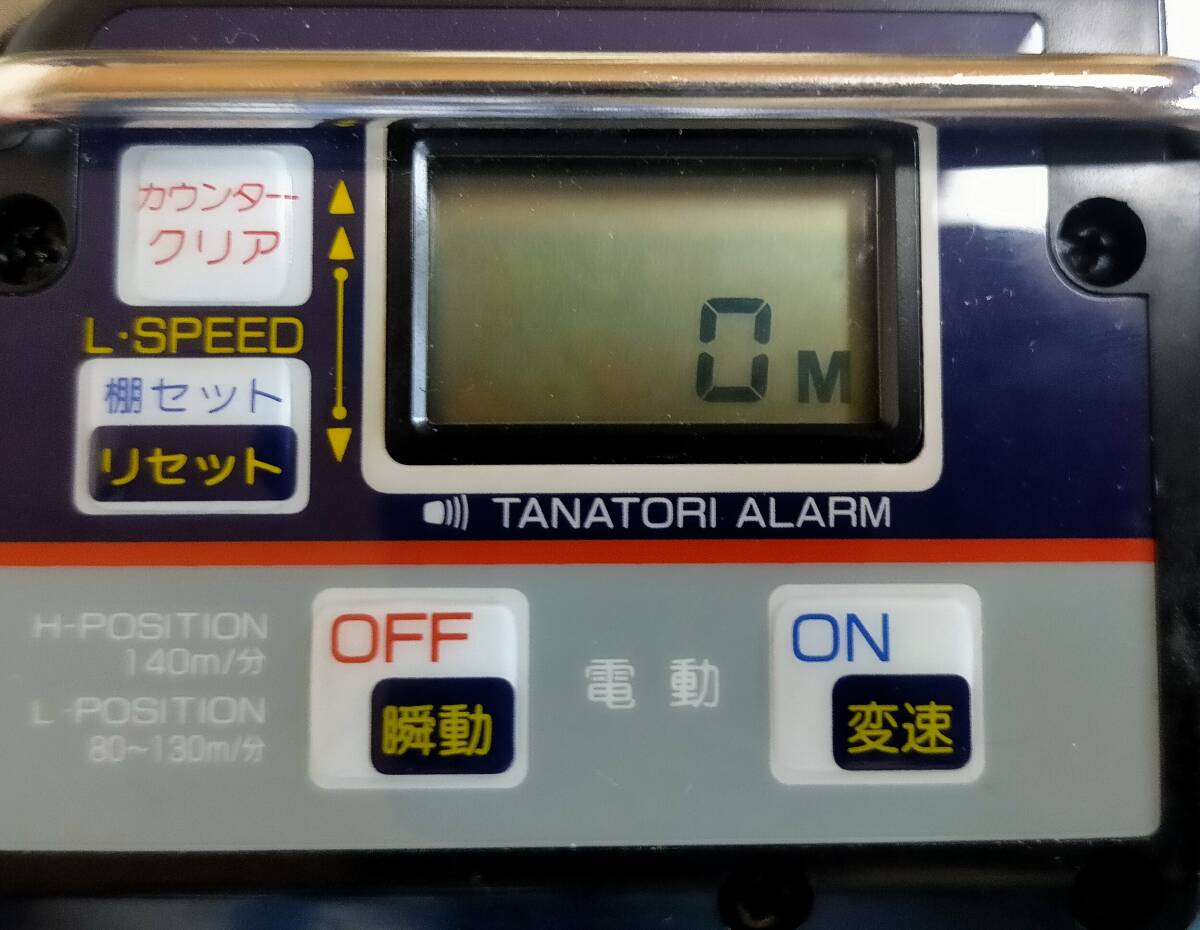 カウンター
クリア
L·SPEED
棚セット
リセット
0 M
TANATORI ALARM
H-POSITION
140m/分
L-POSITION
80~130m/分
OFF
瞬動
電動
ON
変速